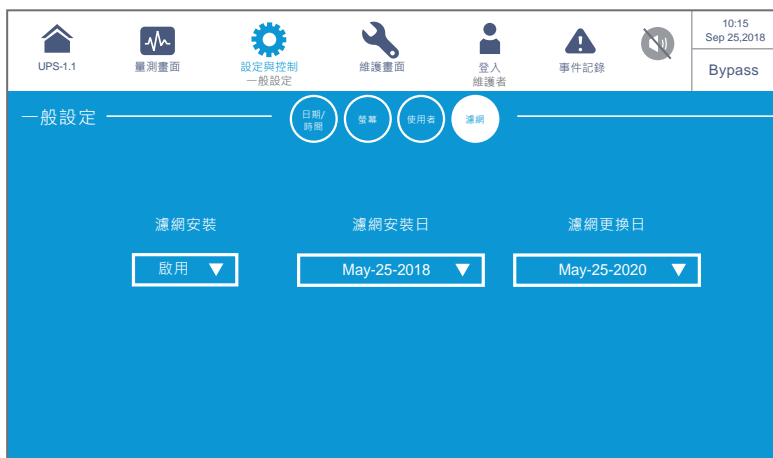 UPS-1.1
量測畫面
設定與控制
一般設定
維護畫面
登入
維護者
事件記錄
10:15
Sep 25,2018
Bypass
一般設定
日期/
時間
螢幕
使用者
濾網
濾網安裝
濾網安裝日
濾網更換日
啟用
May-25-2018
May-25-2020